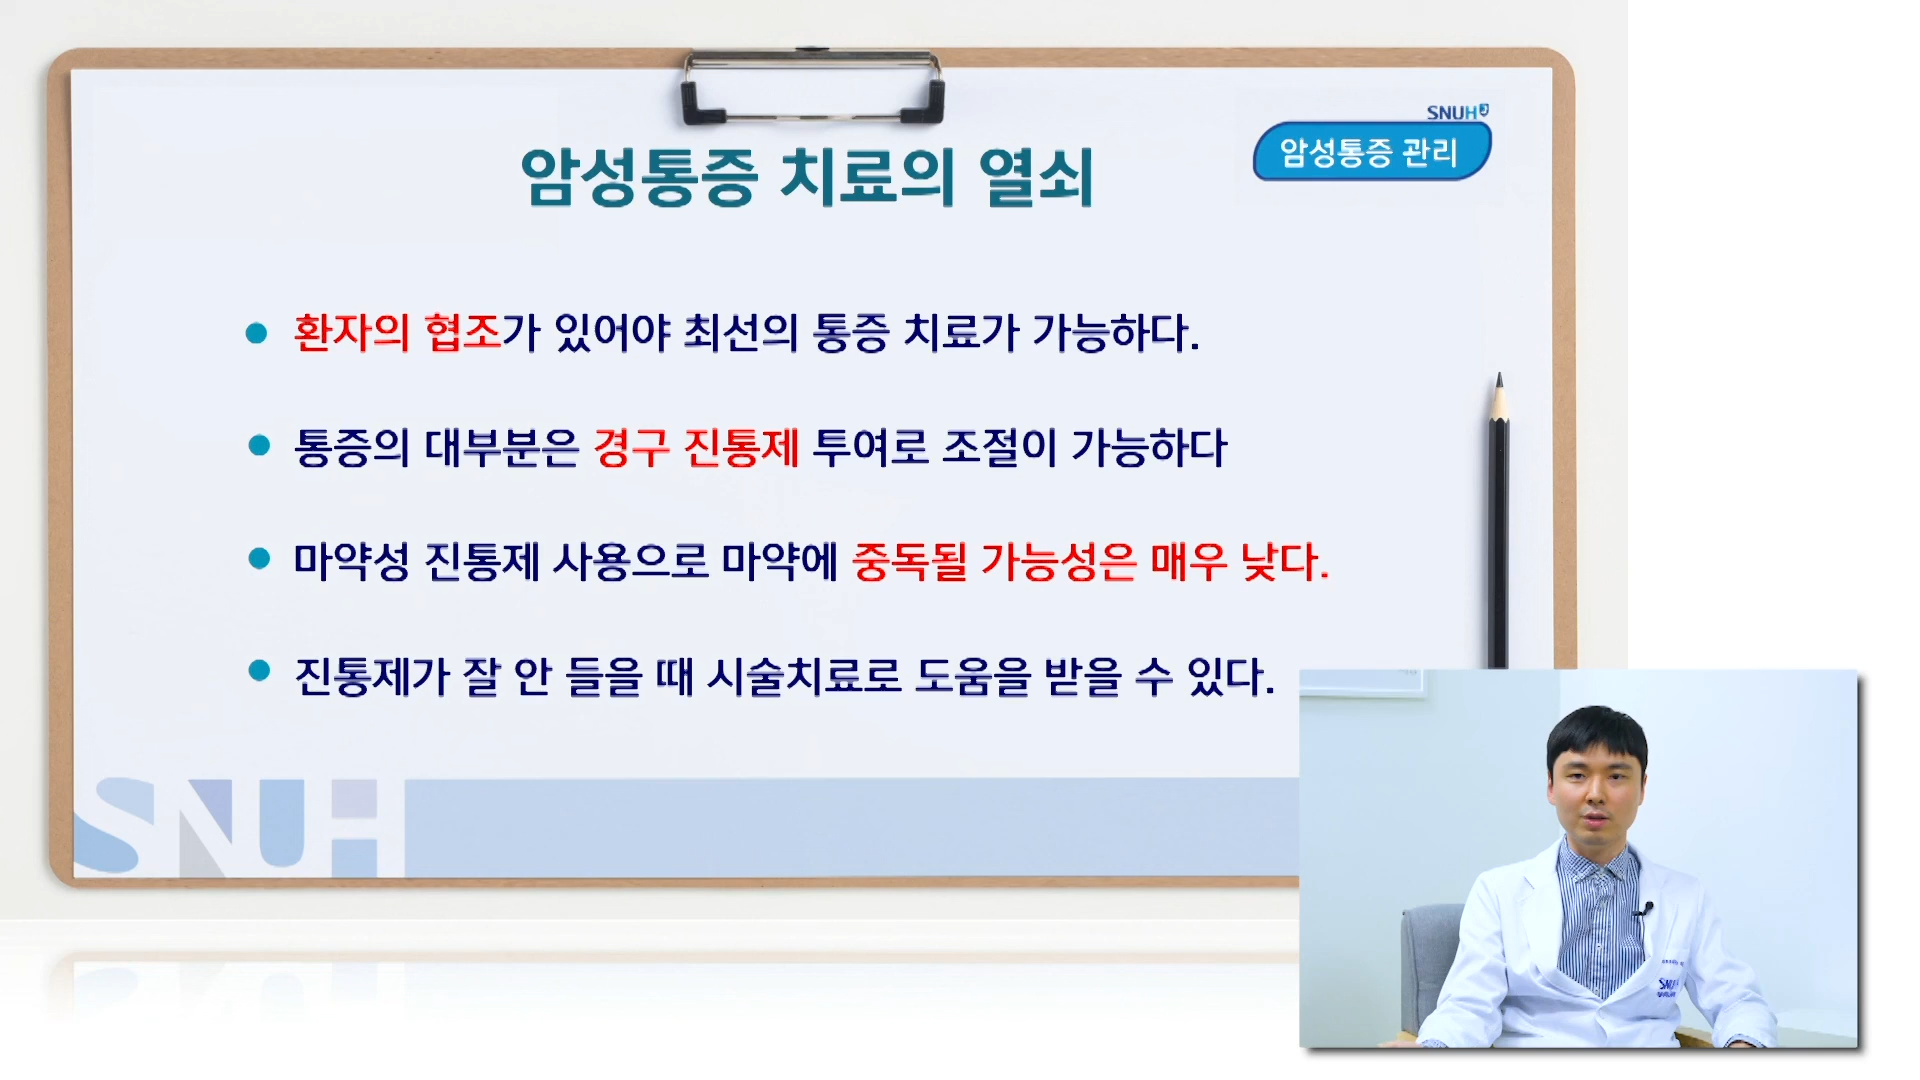 SNUH
암성통증 관리
암성통증 치료의 열쇠
환자의 협조가 있어야 최선의 통증 치료가 가능하다.
통증의 대부분은 경구 진통제 투여로 조절이 가능하다
마약성 진통제 사용으로 마약에 중독될 가능성은 매우 낮다.
진통제가 잘 안 들을 때 시술치료로 도움을 받을 수 있다.
SNUH
SNUH